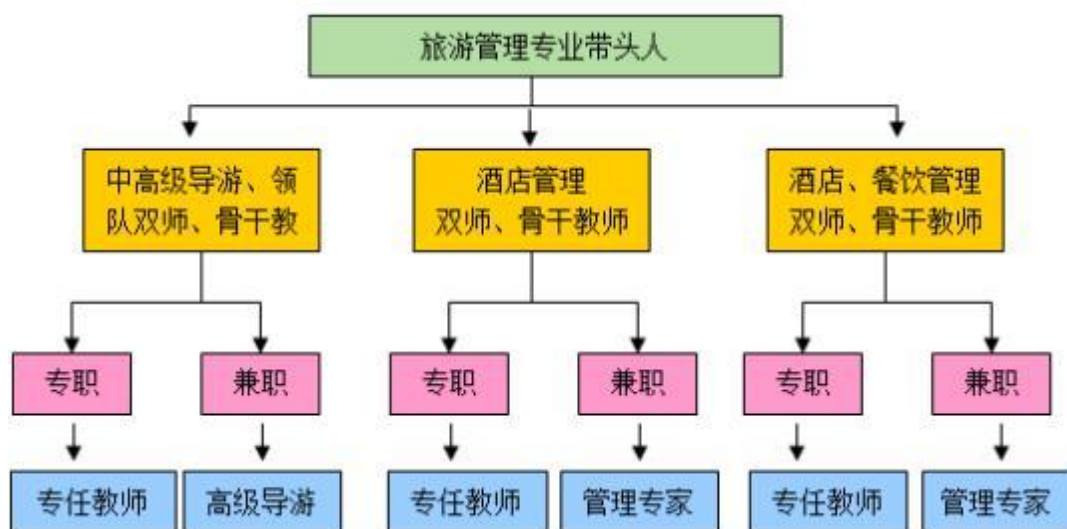 旅游管理专业带头人
中高级导游、领
队双师、骨干教
酒店管理
双师、骨干教师
酒店、餐饮管理
双师、骨干教师
专职
兼职
专职
兼职
专职
兼职
专任教师
高级导游
专任教师
管理专家
专任教师
管理专家